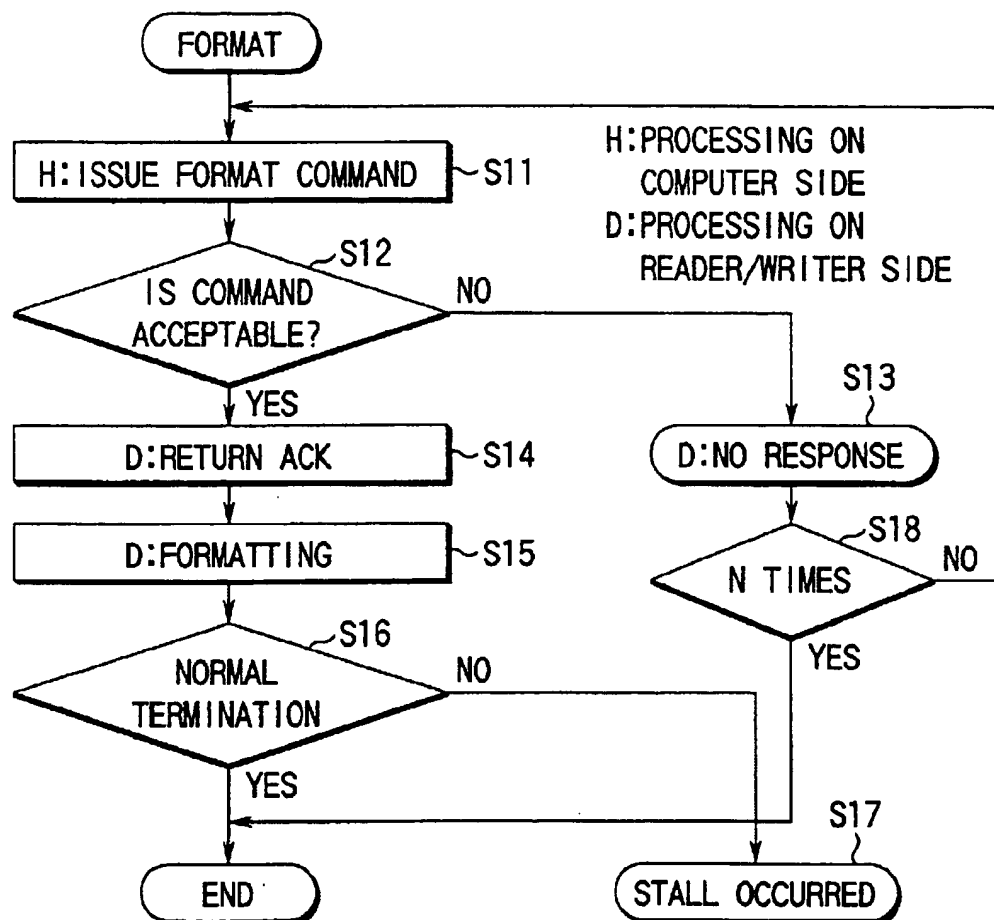 FORMAT
H:ISSUE FORMAT COMMAND
S11
H:PROCESSING ON
COMPUTER SIDE
D:PROCESSING ON
READER/WRITER SIDE
S12
IS COMMAND
ACCEPTABLE?
NO
YES
S13
D:NO RESPONSE
D:RETURN ACK
S14
D:FORMATTING
S15
S18
N TIMES
NO
YES
S16
NORMAL
TERMINATION
NO
YES
S17
END
STALL OCCURRED